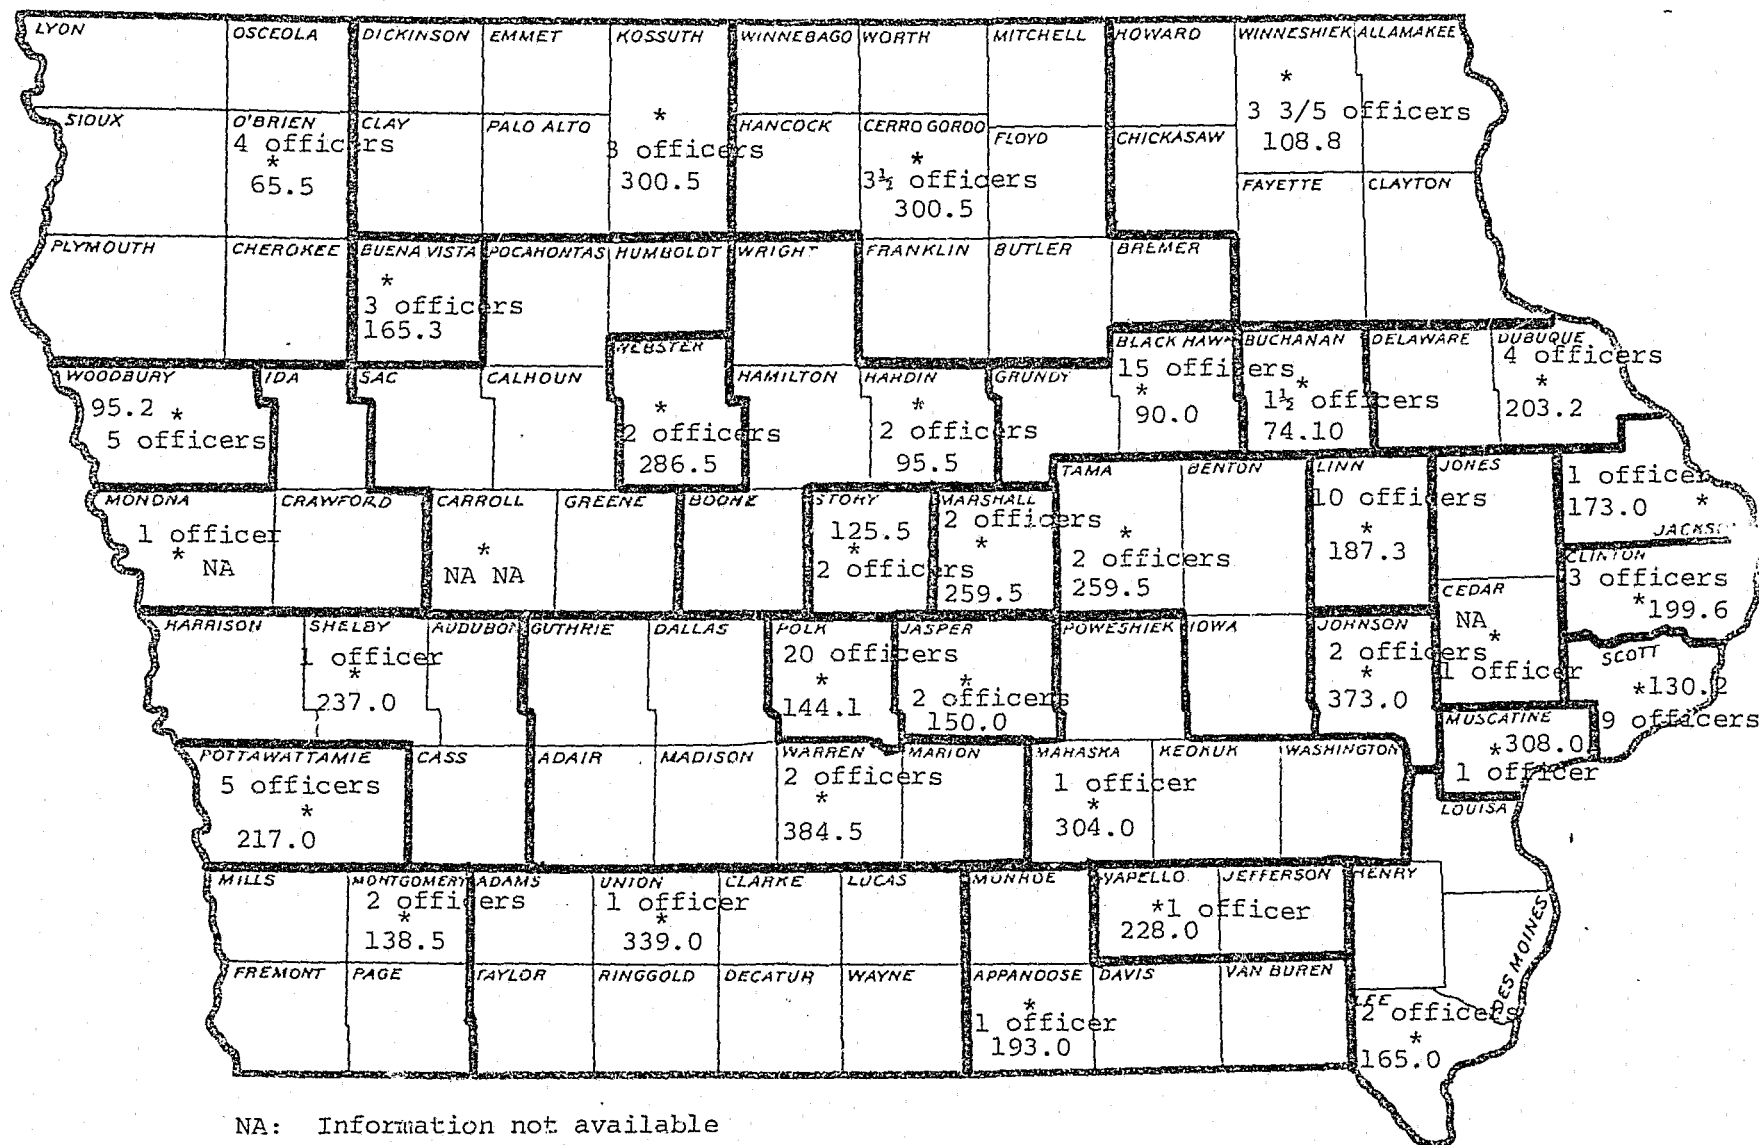 LYON OSCEOLA DICKINSON EMMET KOSSUTH WINNEBAGO WORTH MITCHELL HOWARD WINNESHIEK ALLAMAKEE
*
3 3/5 officers
108.8
SIOUX O'BRIEN CLAY PALO ALTO HANCOCK CERRO GORDO FLOYD CHICKASAW
4 officers
*
65.5
*
3 officers
300.5
*
3½ officers
300.5
FAYETTE CLAYTON
PLYMOUTH CHEROKEE BUENA VISTA POCAHONTAS HUMBOLDT WRIGHT FRANKLIN BUTLER BREMER
*
3 officers
165.3
WEBSTER BLACK HAWK BUCHANAN DELAWARE DUBUQUE
15 officers
*
90.0
*
1½ officers
74.10
4 officers
*
203.2
WOODBURY IDA SAC CALHOUN HAMILTON HARDIN GRUNDY
95.2 *
5 officers
*
2 officers
286.5
*
2 officers
95.5
TAMA BENTON LINN JONES
MONONA CRAWFORD CARROLL GREENE BOONE STORY MARSHALL
1 officer
* NA
*
NA NA
125.5
*
2 officers
2 officers
*
259.5
*
2 officers
259.5
10 officers
*
187.3
1 officer
173.0 *
CLINTON
3 officers
*199.6
CEDAR
NA
*
1 officer
HARRISON SHELBY AUDUBON GUTHRIE DALLAS POLK JASPER POWESHIEK IOWA JOHNSON
1 officer
*
237.0
20 officers
*
144.1
*
2 officers
150.0
2 officers
*
373.0
SCOTT
*130.2
9 officers
MUSCATINE
*308.0
1 officer
POTTAWATTAMIE CASS ADAIR MADISON WARREN MARION MAHASKA KEOKUK WASHINGTON
5 officers
*
217.0
2 officers
*
384.5
1 officer
*
304.0
LOUISA
MILLS MONTGOMERY ADAMS UNION CLARKE LUCAS MONROE WAPELLO JEFFERSON HENRY
2 officers
*
138.5
1 officer
*
339.0
*1 officer
228.0
DES MOINES
FREMONT PAGE TAYLOR RINGGOLD DECATUR WAYNE APPANOOSE DAVIS VAN BUREN
*
1 officer
193.0
LEE
2 officers
*
165.0
NA: Information not available